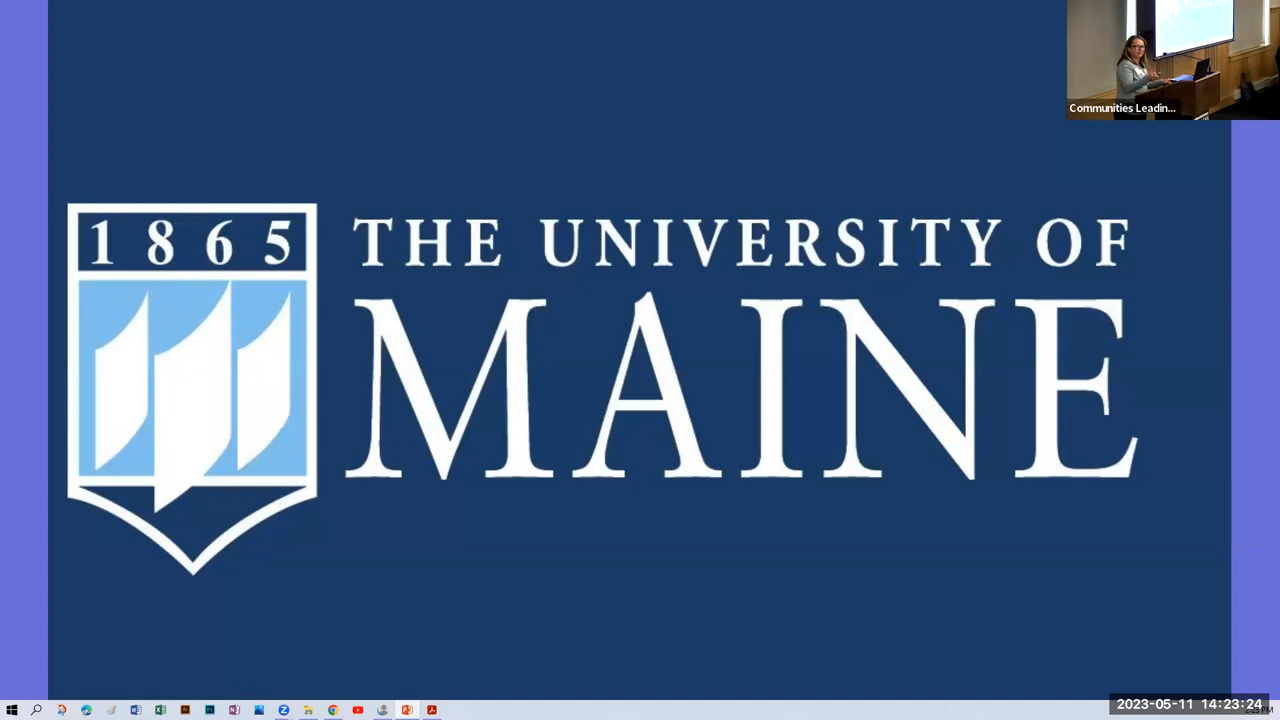 Communities Leadin...
1865
THE UNIVERSITY OF
MAINE
2023-05-11 14:23:24